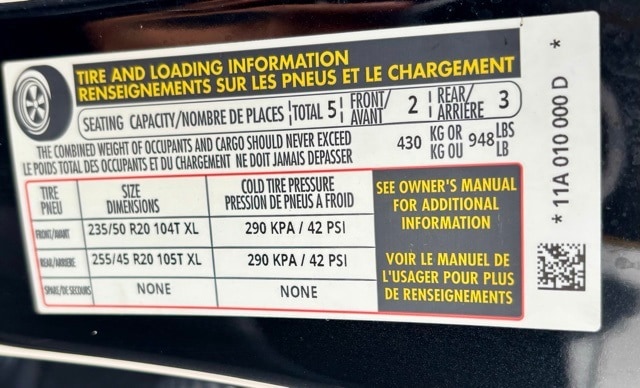 TIRE AND LOADING INFORMATION
RENSEIGNEMENTS SUR LES PNEUS ET LE CHARGEMENT
SEATING CAPACITY/NOMBRE DE PLACES TOTAL 5 FRONT/AVANT 2 REAR/ARRIÈRE 3
THE COMBINED WEIGHT OF OCCUPANTS AND CARGO SHOULD NEVER EXCEED 430 KG OR 948 LBS
LE POIDS TOTAL DES OCCUPANTS ET DU CHARGEMENT NE DOIT JAMAIS DEPASSER KG OU LB
TIRE SIZE COLD TIRE PRESSURE
PNEU DIMENSIONS PRESSION DE PNEUS A FROID
FRONT/AVANT 235/50 R20 104T XL 290 KPA / 42 PSI
REAR/ARRIERE 255/45 R20 105T XL 290 KPA / 42 PSI
SPARE/DE SECOURS NONE NONE
SEE OWNER'S MANUAL
FOR ADDITIONAL
INFORMATION
VOIR LE MANUEL DE
L'USAGER POUR PLUS
DE RENSEIGNEMENTS
* 11A 010 000 D *